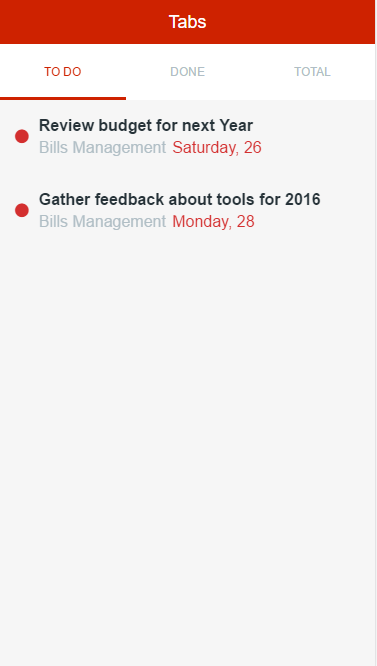 Tabs
TO DO DONE TOTAL
Review budget for next Year
Bills Management Saturday, 26
Gather feedback about tools for 2016
Bills Management Monday, 28